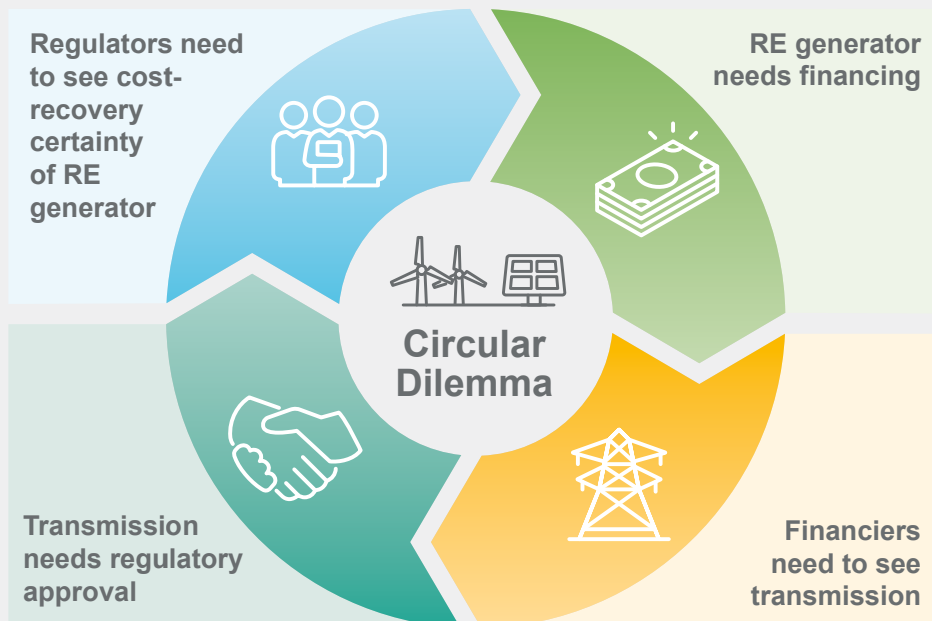 Regulators need
to see cost-
recovery
certainty
of RE
generator
RE generator
needs financing
Circular
Dilemma
Transmission
needs regulatory
approval
Financiers
need to see
transmission